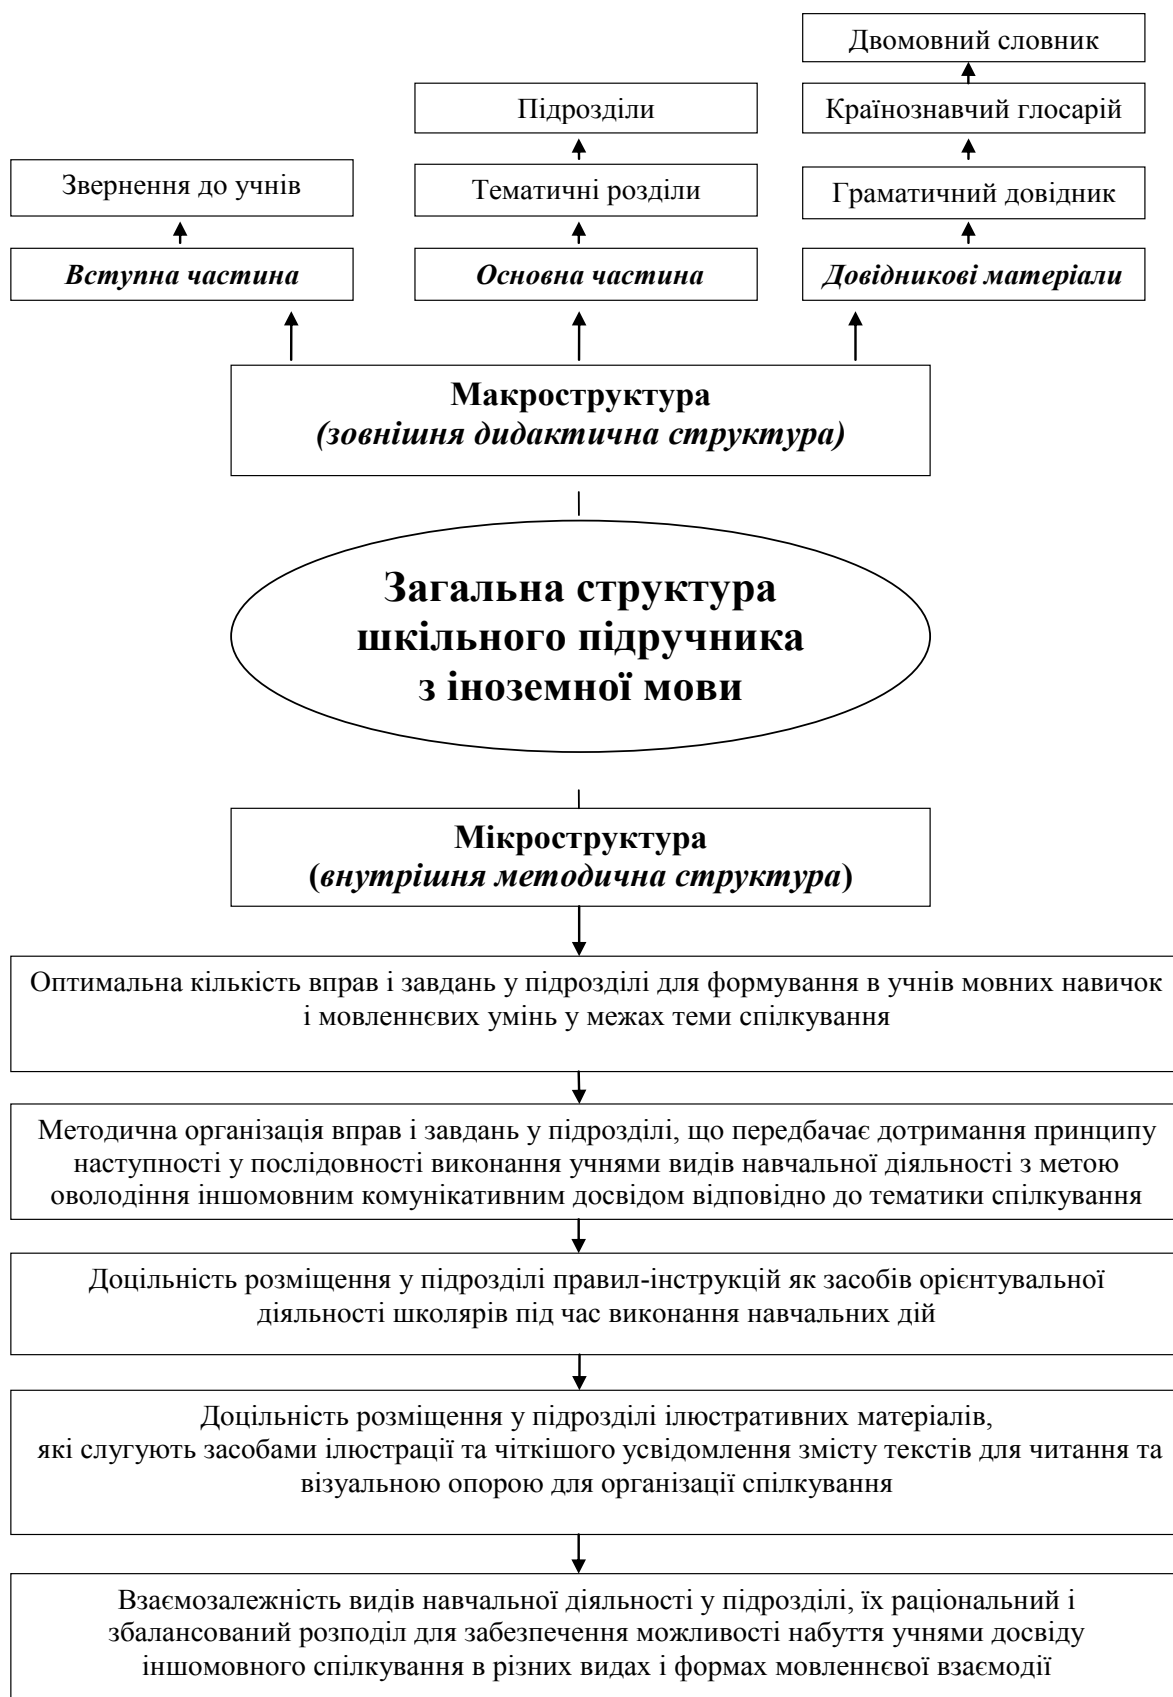 Двомовний словник
Підрозділи
Країнознавчий глосарій
Звернення до учнів
Тематичні розділи
Граматичний довідник
Вступна частина
Основна частина
Довідникові матеріали
Макроструктура
(зовнішня дидактична структура)
Загальна структура
шкільного підручника
з іноземної мови
Мікроструктура
(внутрішня методична структура)
Оптимальна кількість вправ і завдань у підрозділі для формування в учнів мовних навичок
і мовленнєвих умінь у межах теми спілкування
Методична організація вправ і завдань у підрозділі, що передбачає дотримання принципу
наступності у послідовності виконання учнями видів навчальної діяльності з метою
оволодіння іншомовним комунікативним досвідом відповідно до тематики спілкування
Доцільність розміщення у підрозділі правил-інструкцій як засобів орієнтувальної
діяльності школярів під час виконання навчальних дій
Доцільність розміщення у підрозділі ілюстративних матеріалів,
які слугують засобами ілюстрації та чіткішого усвідомлення змісту текстів для читання та
візуальною опорою для організації спілкування
Взаємозалежність видів навчальної діяльності у підрозділі, їх раціональний і
збалансований розподіл для забезпечення можливості набуття учнями досвіду
іншомовного спілкування в різних видах і формах мовленнєвої взаємодії